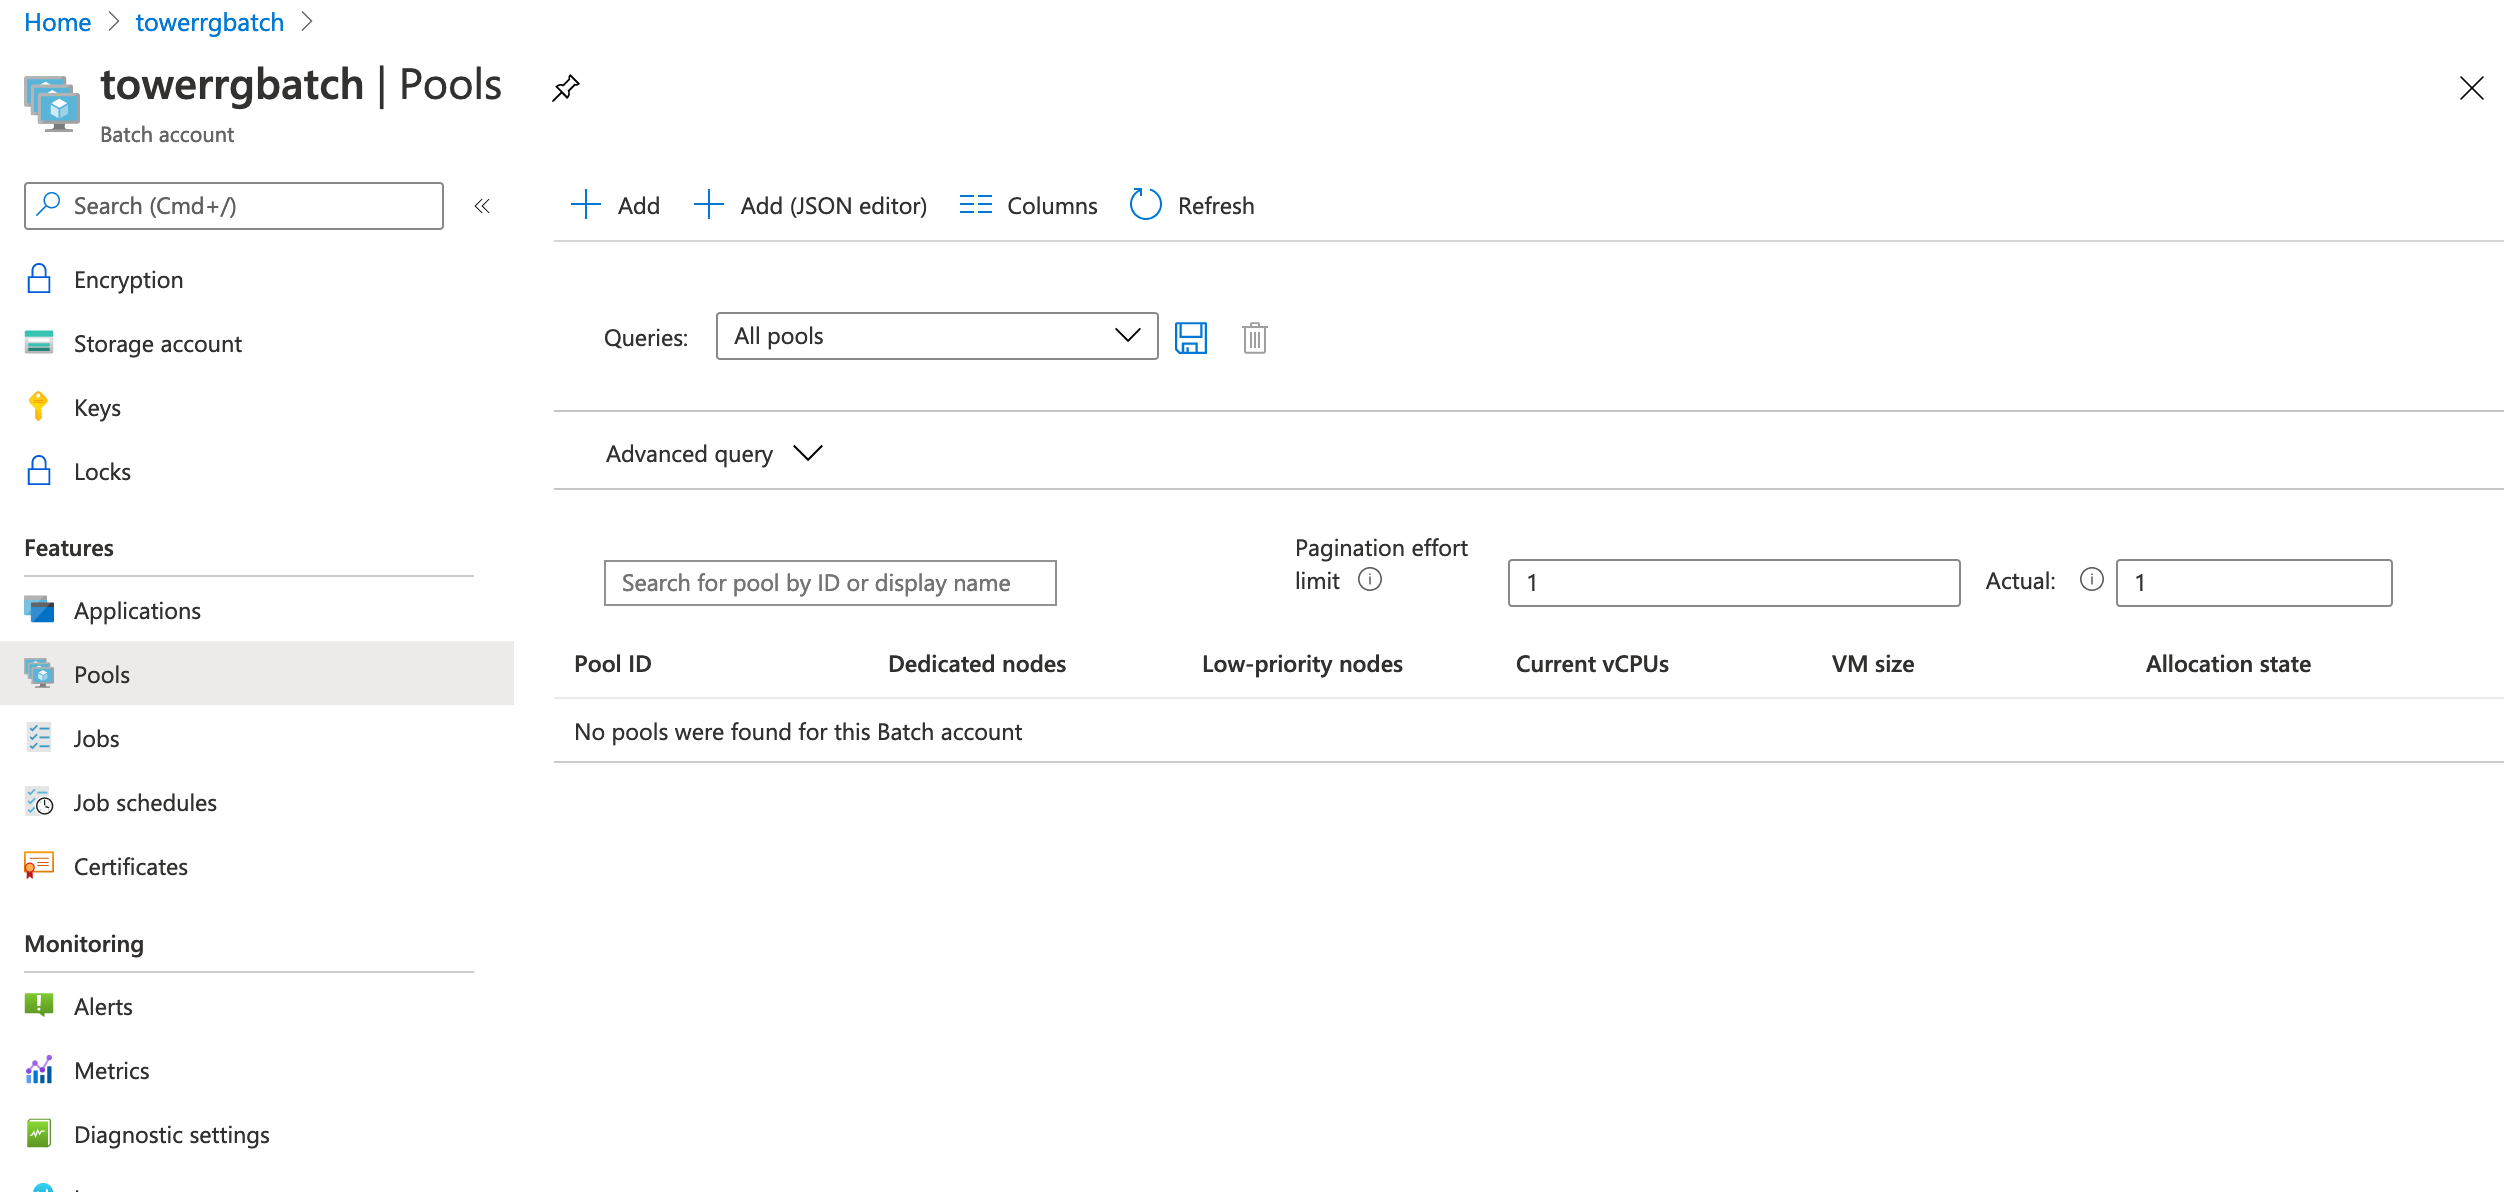 Home > towerrgbatch >
towerrgbatch | Pools
Batch account
Search (Cmd+/)
«
Encryption
Storage account
Keys
Locks
Features
Applications
Pools
Jobs
Job schedules
Certificates
Monitoring
Alerts
Metrics
Diagnostic settings
Add
Add (JSON editor)
Columns
Refresh
Queries:
All pools
Advanced query
Search for pool by ID or display name
Pagination effort
limit
1
Actual:
1
Pool ID Dedicated nodes Low-priority nodes Current vCPUs VM size Allocation state
No pools were found for this Batch account